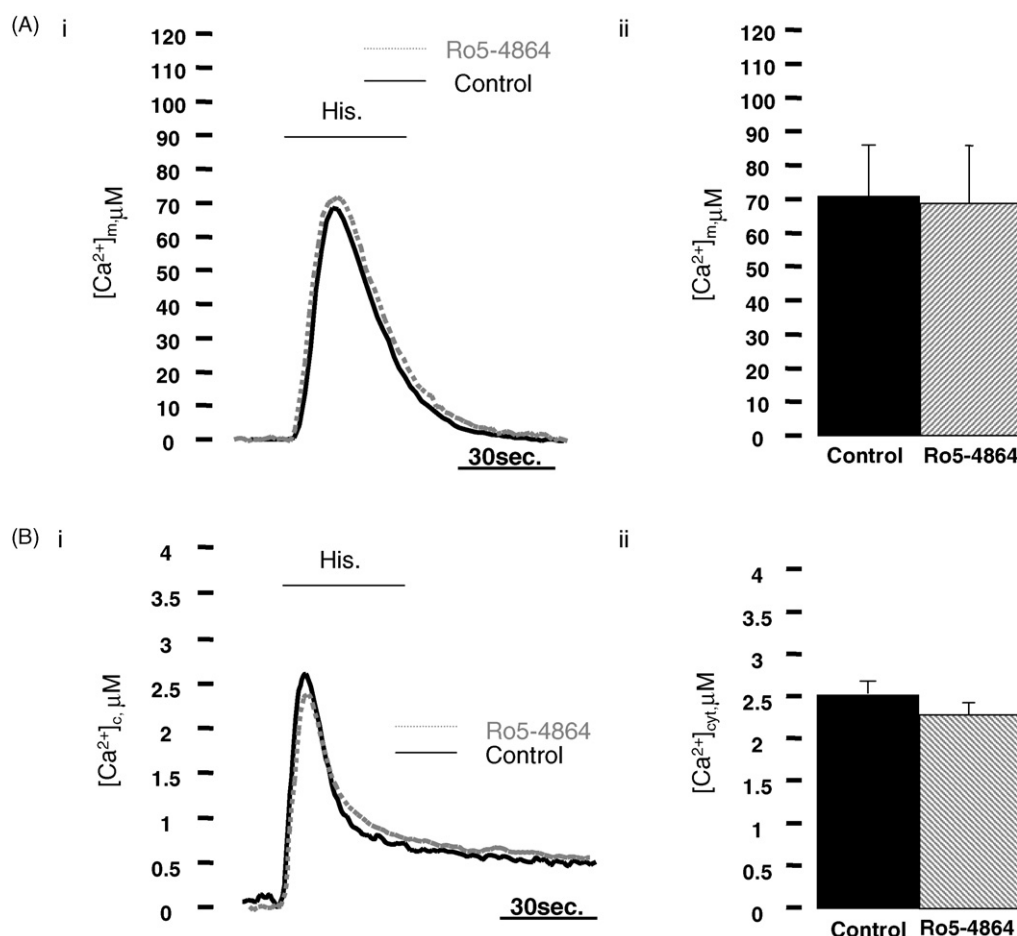 (A) i
120
110
100
90
80
70
60
50
40
30
20
10
0
[Ca²⁺]m,μM
Ro5-4864
Control
His.
30sec.
ii
120
110
100
90
80
70
60
50
40
30
20
10
0
[Ca²⁺]m,μM
Control Ro5-4864
(B) i
4
3.5
3
2.5
2
1.5
1
0.5
0
[Ca²⁺]c, μM
His.
Ro5-4864
Control
30sec.
ii
4
3.5
3
2.5
2
1.5
1
0.5
0
[Ca²⁺]cyt,μM
Control Ro5-4864